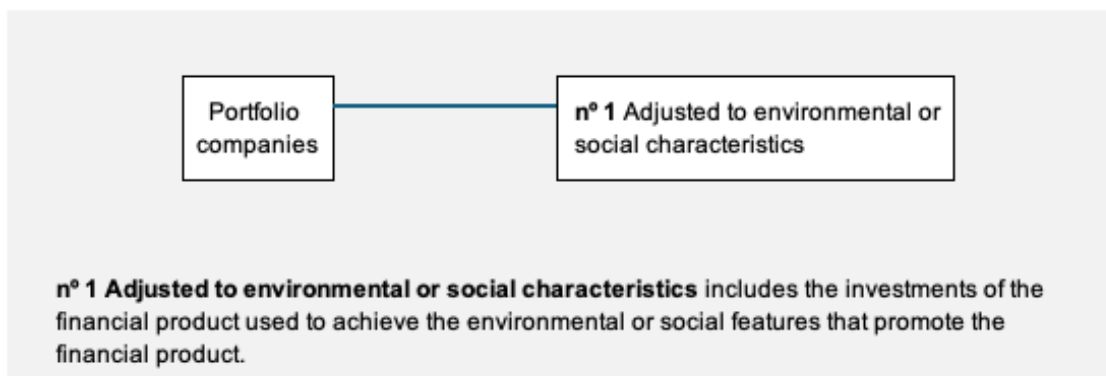 Portfolio
companies
nº 1 Adjusted to environmental or
social characteristics
nº 1 Adjusted to environmental or social characteristics includes the investments of the
financial product used to achieve the environmental or social features that promote the
financial product.